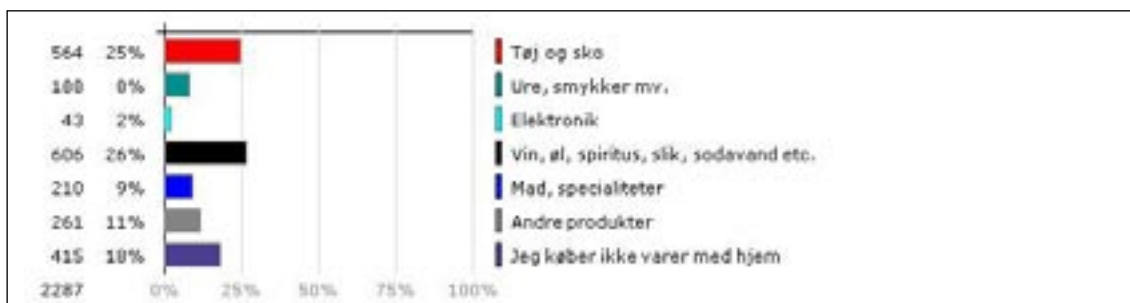 564 25% Tøj og sko
188 8% Ure, smykker mv.
43 2% Elektronik
606 26% Vin, øl, spiritus, slik, sodavand etc.
210 9% Mad, specialiteter
261 11% Andre produkter
415 18% Jeg køber ikke varer med hjem
2287 0% 25% 50% 75% 100%